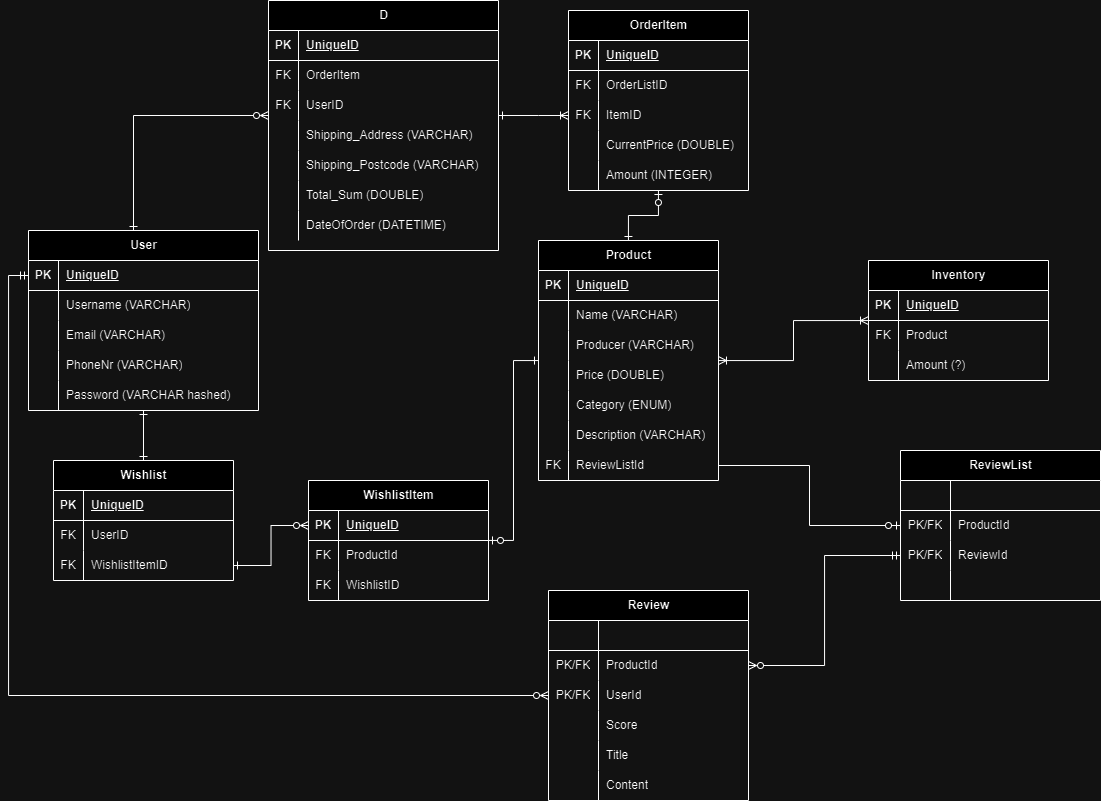 D
PK UniqueID
FK OrderItem
FK UserID
Shipping_Address (VARCHAR)
Shipping_Postcode (VARCHAR)
Total_Sum (DOUBLE)
DateOfOrder (DATETIME)
OrderItem
PK UniqueID
FK OrderListID
FK ItemID
CurrentPrice (DOUBLE)
Amount (INTEGER)
User
PK UniqueID
Username (VARCHAR)
Email (VARCHAR)
PhoneNr (VARCHAR)
Password (VARCHAR hashed)
Product
PK UniqueID
Name (VARCHAR)
Producer (VARCHAR)
Price (DOUBLE)
Category (ENUM)
Description (VARCHAR)
FK ReviewListId
Inventory
PK UniqueID
FK Product
Amount (?)
Wishlist
PK UniqueID
FK UserID
FK WishlistItemID
WishlistItem
PK UniqueID
FK ProductId
FK WishlistID
ReviewList
PK/FK ProductId
PK/FK ReviewId
Review
PK/FK ProductId
PK/FK UserId
Score
Title
Content